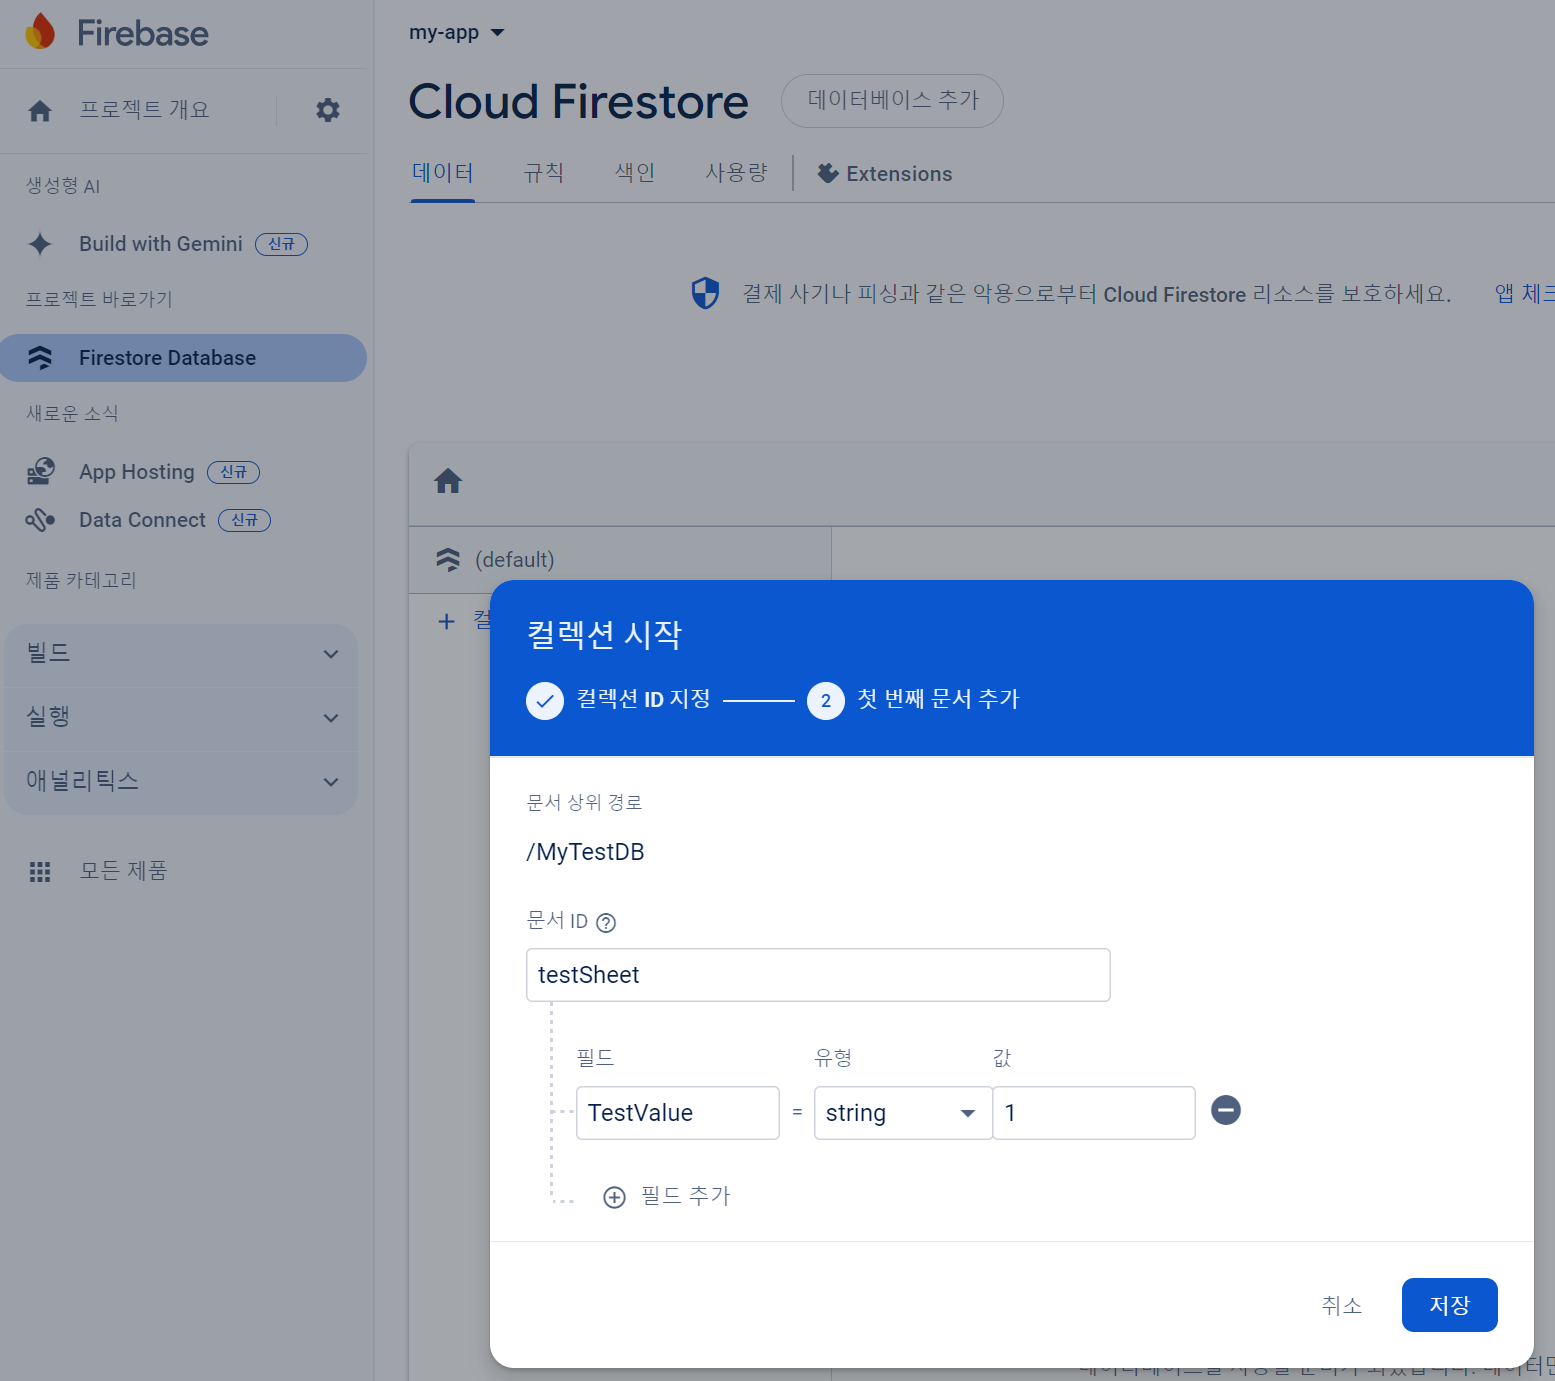 Firebase
프로젝트 개요
생성형 AI
Build with Gemini 신규
프로젝트 바로가기
Firestore Database
새로운 소식
App Hosting 신규
Data Connect 신규
제품 카테고리
빌드
실행
애널리틱스
모든 제품
my-app
Cloud Firestore 데이터베이스 추가
데이터 규칙 색인 사용량 Extensions
결제 사기나 피싱과 같은 악용으로부터 Cloud Firestore 리소스를 보호하세요. 앱
(default)
+ 컬
컬렉션 시작
컬렉션 ID 지정 2 첫 번째 문서 추가
문서 상위 경로
/MyTestDB
문서 ID
testSheet
필드 유형 값
TestValue = string 1
필드 추가
취소 저장